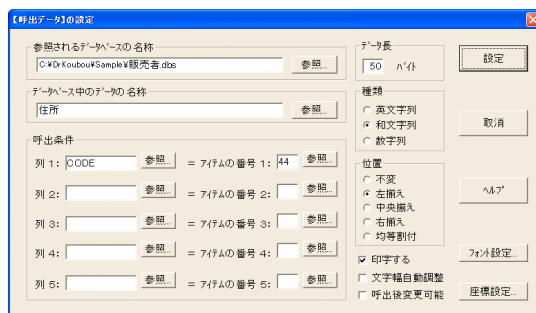 【呼出データ】の設定
参照されるデータベースの名称
C:¥DrKoubou¥Sample¥販売者.dbs
参照...
データベース中のデータの名称
住所
参照...
呼出条件
列 1: CODE 参照... = アイテムの番号 1: 44 参照...
列 2: 参照... = アイテムの番号 2: 参照...
列 3: 参照... = アイテムの番号 3: 参照...
列 4: 参照... = アイテムの番号 4: 参照...
列 5: 参照... = アイテムの番号 5: 参照...
データ長
50 バイト
種類
英文字列
和文字列
数字列
位置
不変
左揃え
中央揃え
右揃え
均等割付
印字する
文字幅自動調整
呼出後変更可能
設定
取消
ヘルプ
フォント設定...
座標設定...